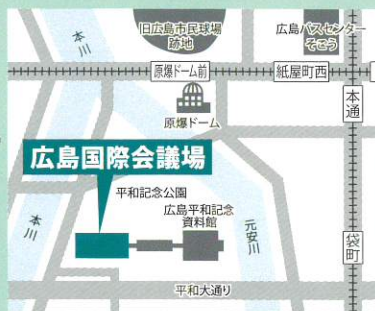 本川
旧広島市民球場
跡地
広島バスセンター
そごう
原爆ドーム前
紙屋町西
本通
原爆ドーム
広島国際会議場
平和記念公園
広島平和記念
資料館
本川
元安川
袋町
平和大通り